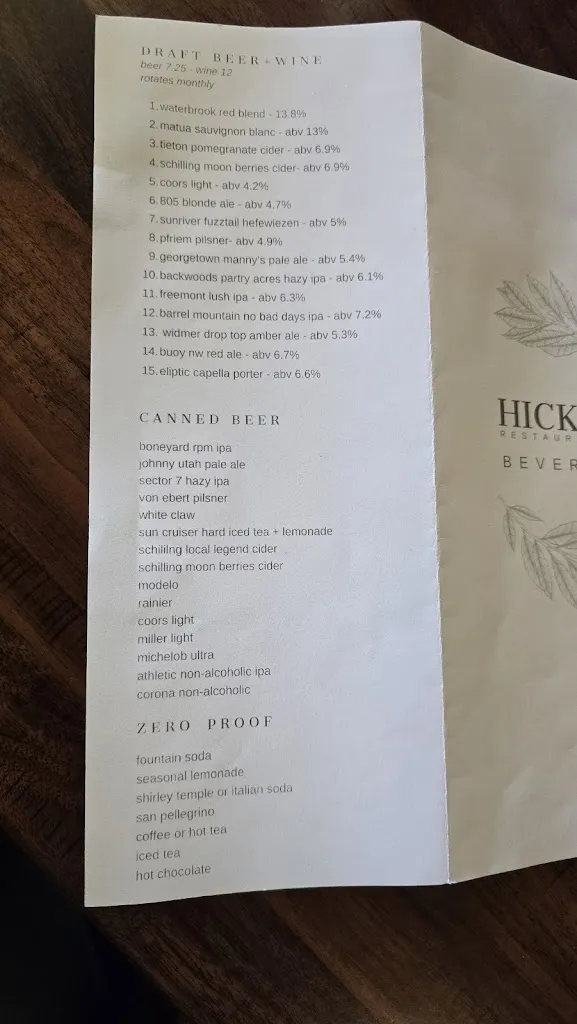 DRAFT BEER+WINE
beer 7.25 - wine 12
rotates monthly
1. waterbrook red blend - 13.8%
2. matua sauvignon blanc - abv 13%
3. tieton pomegranate cider - abv 6.9%
4. schilling moon berries cider- abv 6.9%
5. coors light - abv 4.2%
6. 805 blonde ale - abv 4.7%
7. sunriver fuzztail hefewiezen - abv 5%
8. pfriem pilsner- abv 4.9%
9. georgetown manny's pale ale - abv 5.4%
10. backwoods partry acres hazy ipa - abv 6.1%
11. freemont lush ipa - abv 6.3%
12. barrel mountain no bad days ipa - abv 7.2%
13. widmer drop top amber ale - abv 5.3%
14. buoy nw red ale - abv 6.7%
15. eliptic capella porter - abv 6.6%
CANNED BEER
boneyard rpm ipa
johnny utah pale ale
sector 7 hazy ipa
von ebert pilsner
white claw
sun cruiser hard iced tea + lemonade
schililng local legend cider
schilling moon berries cider
modelo
rainier
coors light
miller light
michelob ultra
athletic non-alcoholic ipa
corona non-alcoholic
ZERO PROOF
fountain soda
seasonal lemonade
shirley temple or italian soda
san pellegrino
coffee or hot tea
iced tea
hot chocolate
HICK
RESTAUR
BEVER